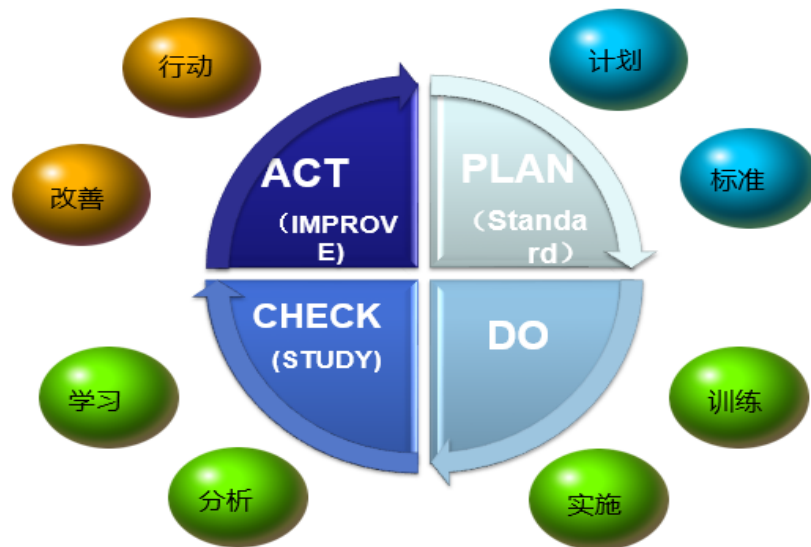 行动
计划
改善
标准
ACT
（IMPROV
E)
PLAN
（Standa
rd）
CHECK
(STUDY)
DO
学习
训练
分析
实施